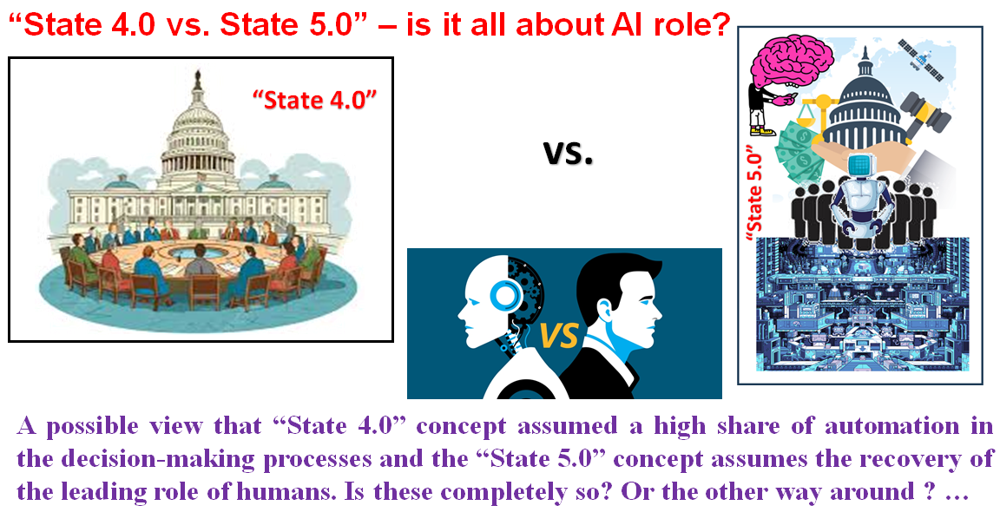 “State 4.0 vs. State 5.0” – is it all about AI role?
“State 4.0”
vs.
VS
“State 5.0”
A possible view that “State 4.0” concept assumed a high share of automation in
the decision-making processes and the “State 5.0” concept assumes the recovery of
the leading role of humans. Is these completely so? Or the other way around ? …